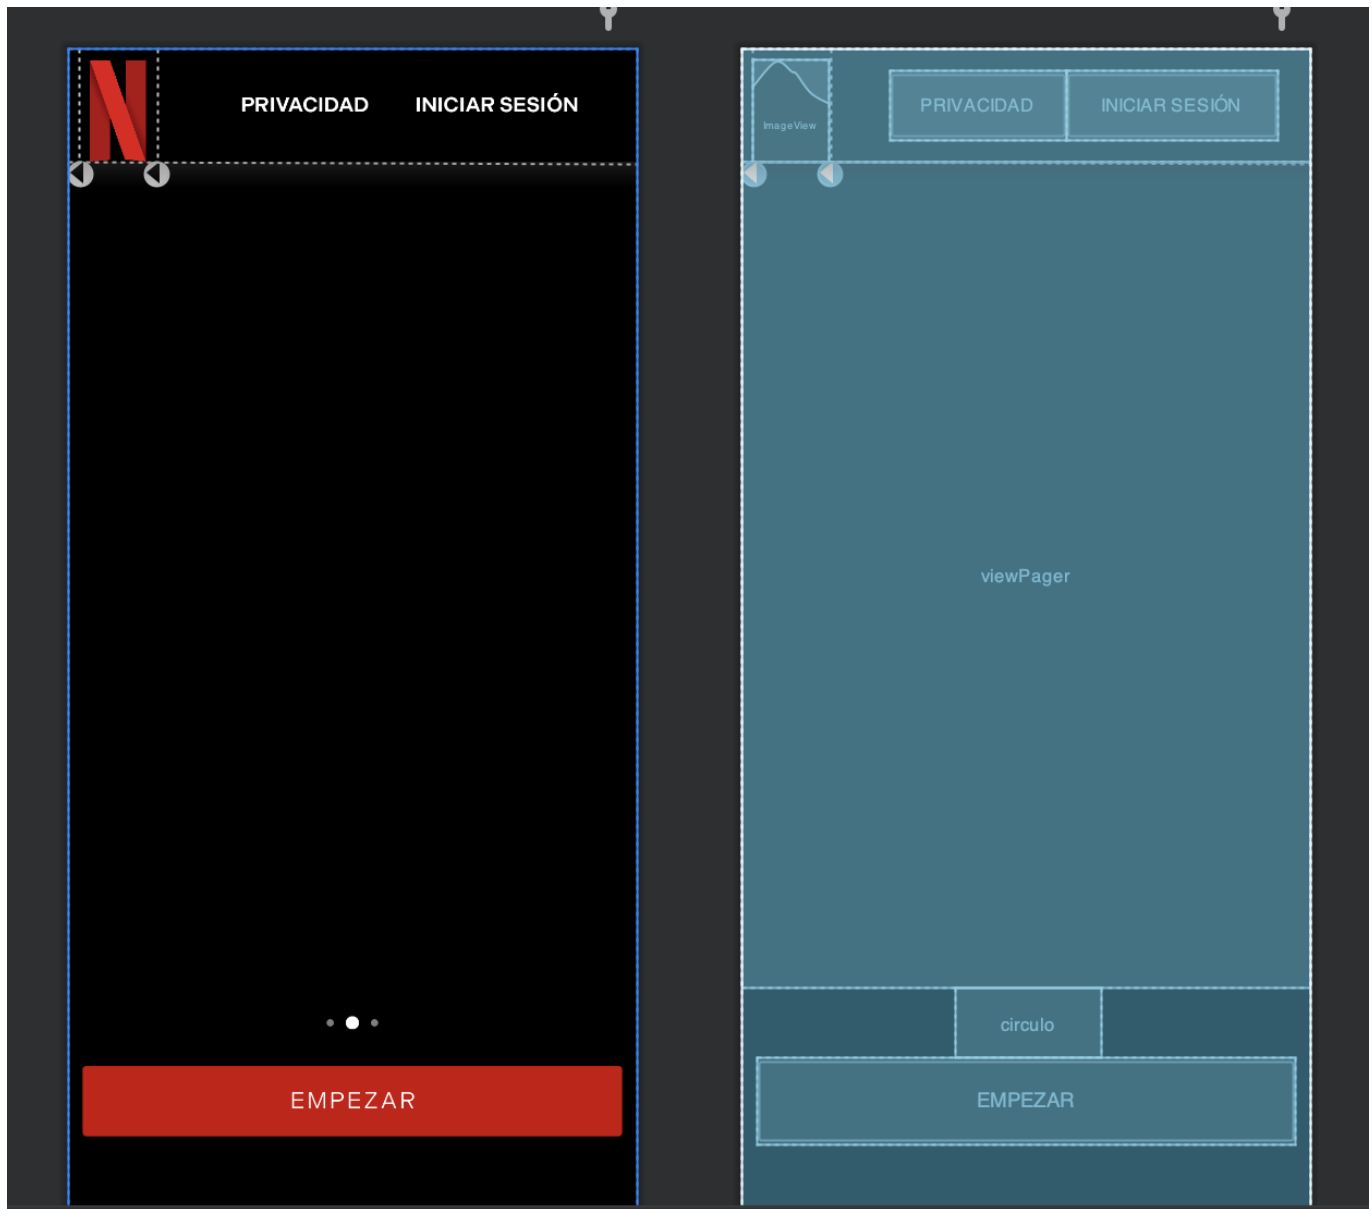 N
PRIVACIDAD INICIAR SESIÓN
EMPEZAR
PRIVACIDAD INICIAR SESIÓN
ImageView
viewPager
circulo
EMPEZAR